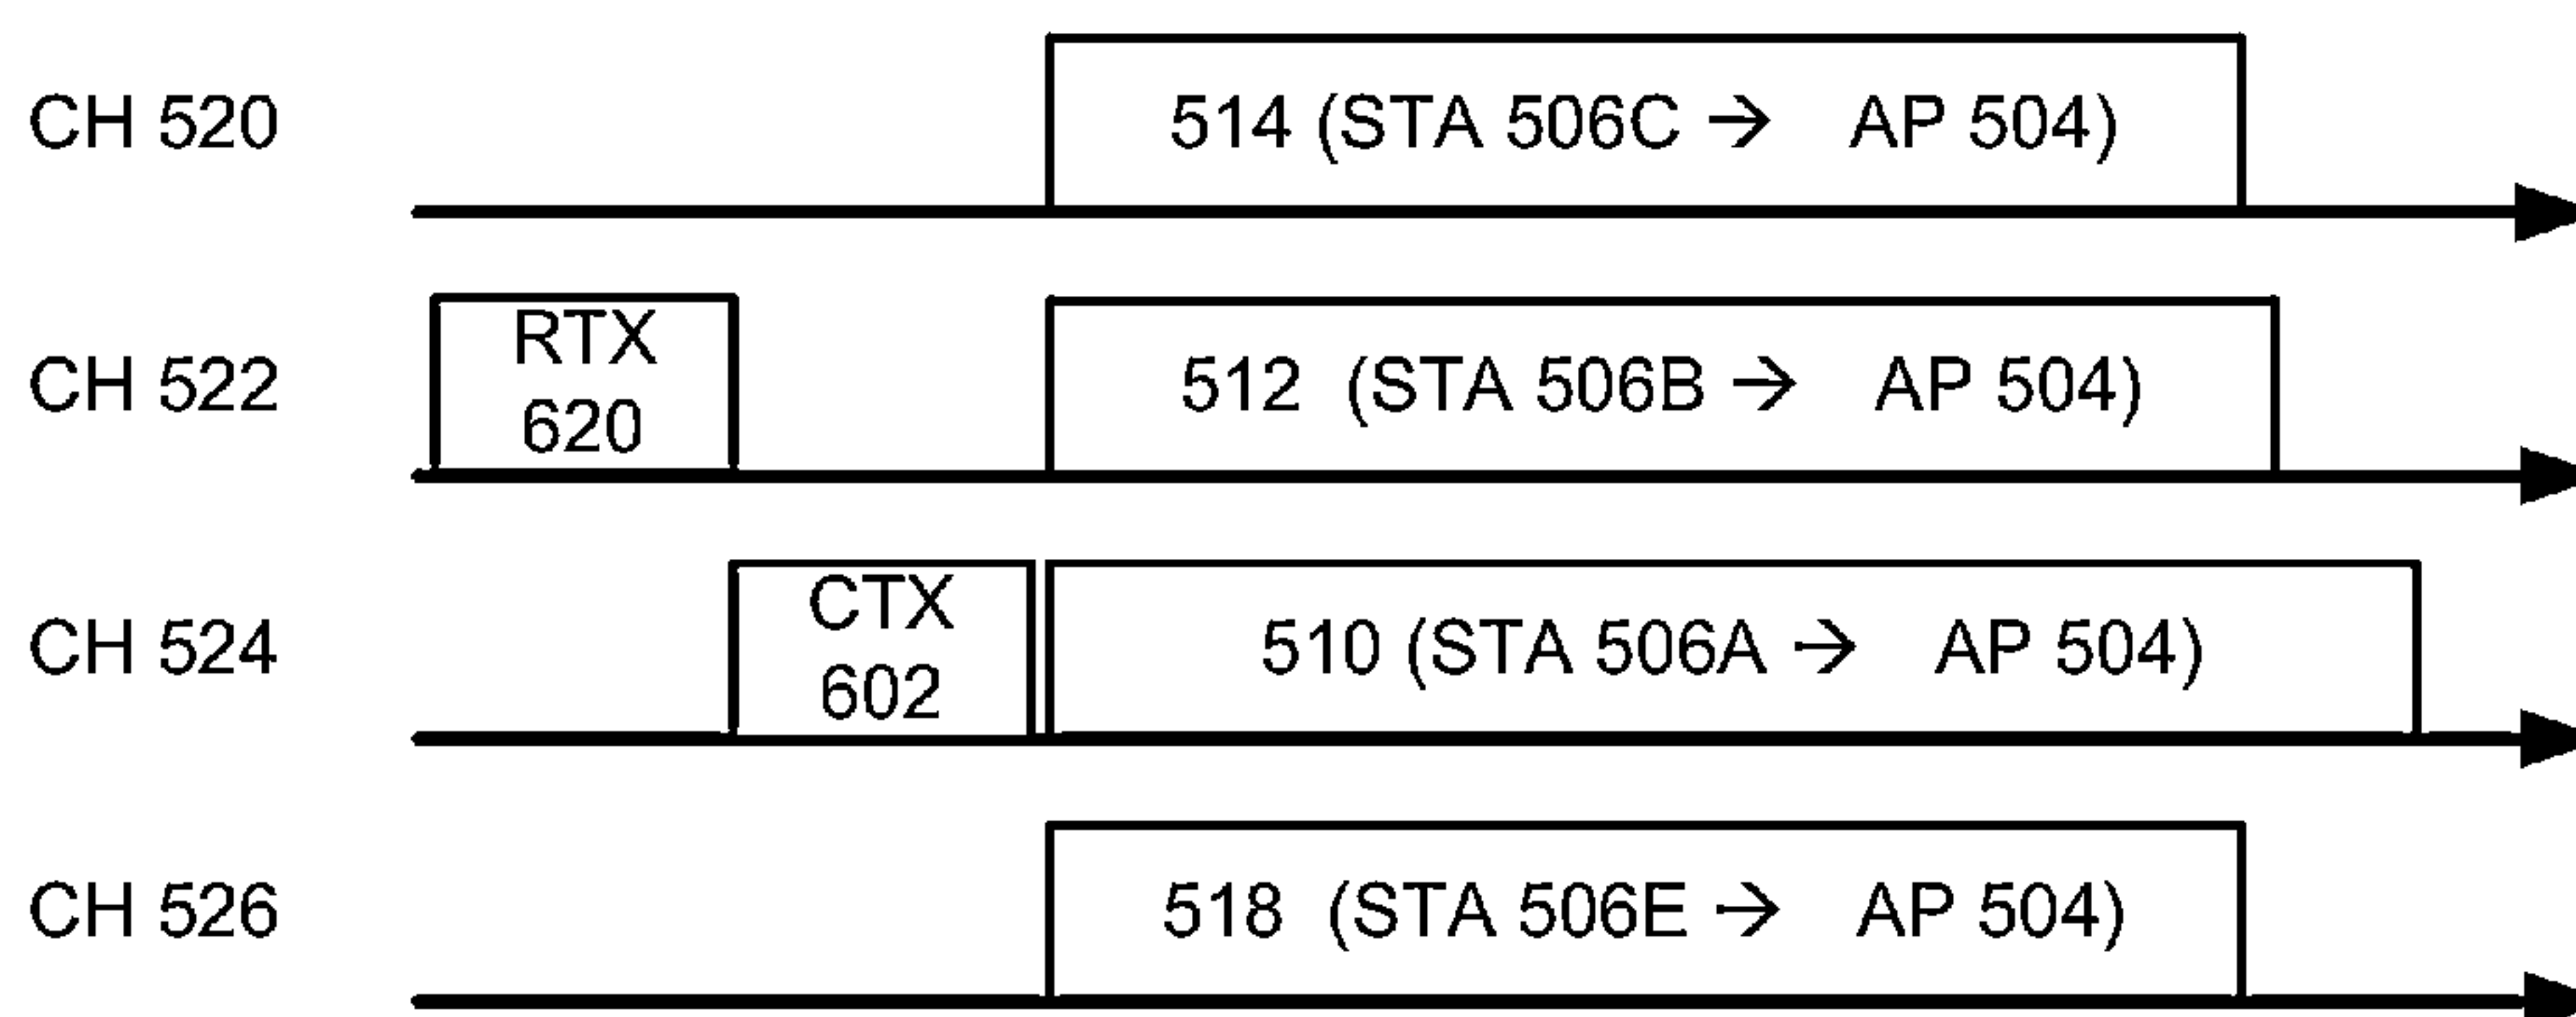 CH 520
514 (STA 506C → AP 504)
CH 522
RTX
620
512 (STA 506B → AP 504)
CH 524
CTX
602
510 (STA 506A → AP 504)
CH 526
518 (STA 506E → AP 504)